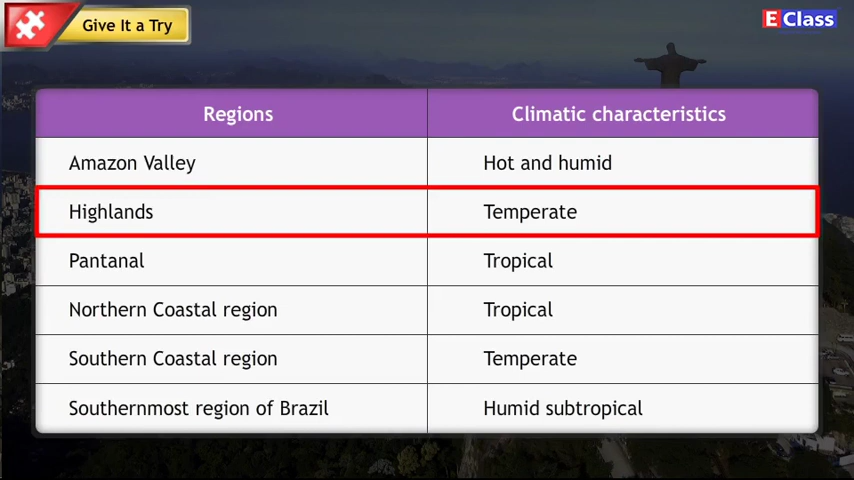 Give It a Try
E Class
Regions Climatic characteristics
Amazon Valley Hot and humid
Highlands Temperate
Pantanal Tropical
Northern Coastal region Tropical
Southern Coastal region Temperate
Southernmost region of Brazil Humid subtropical